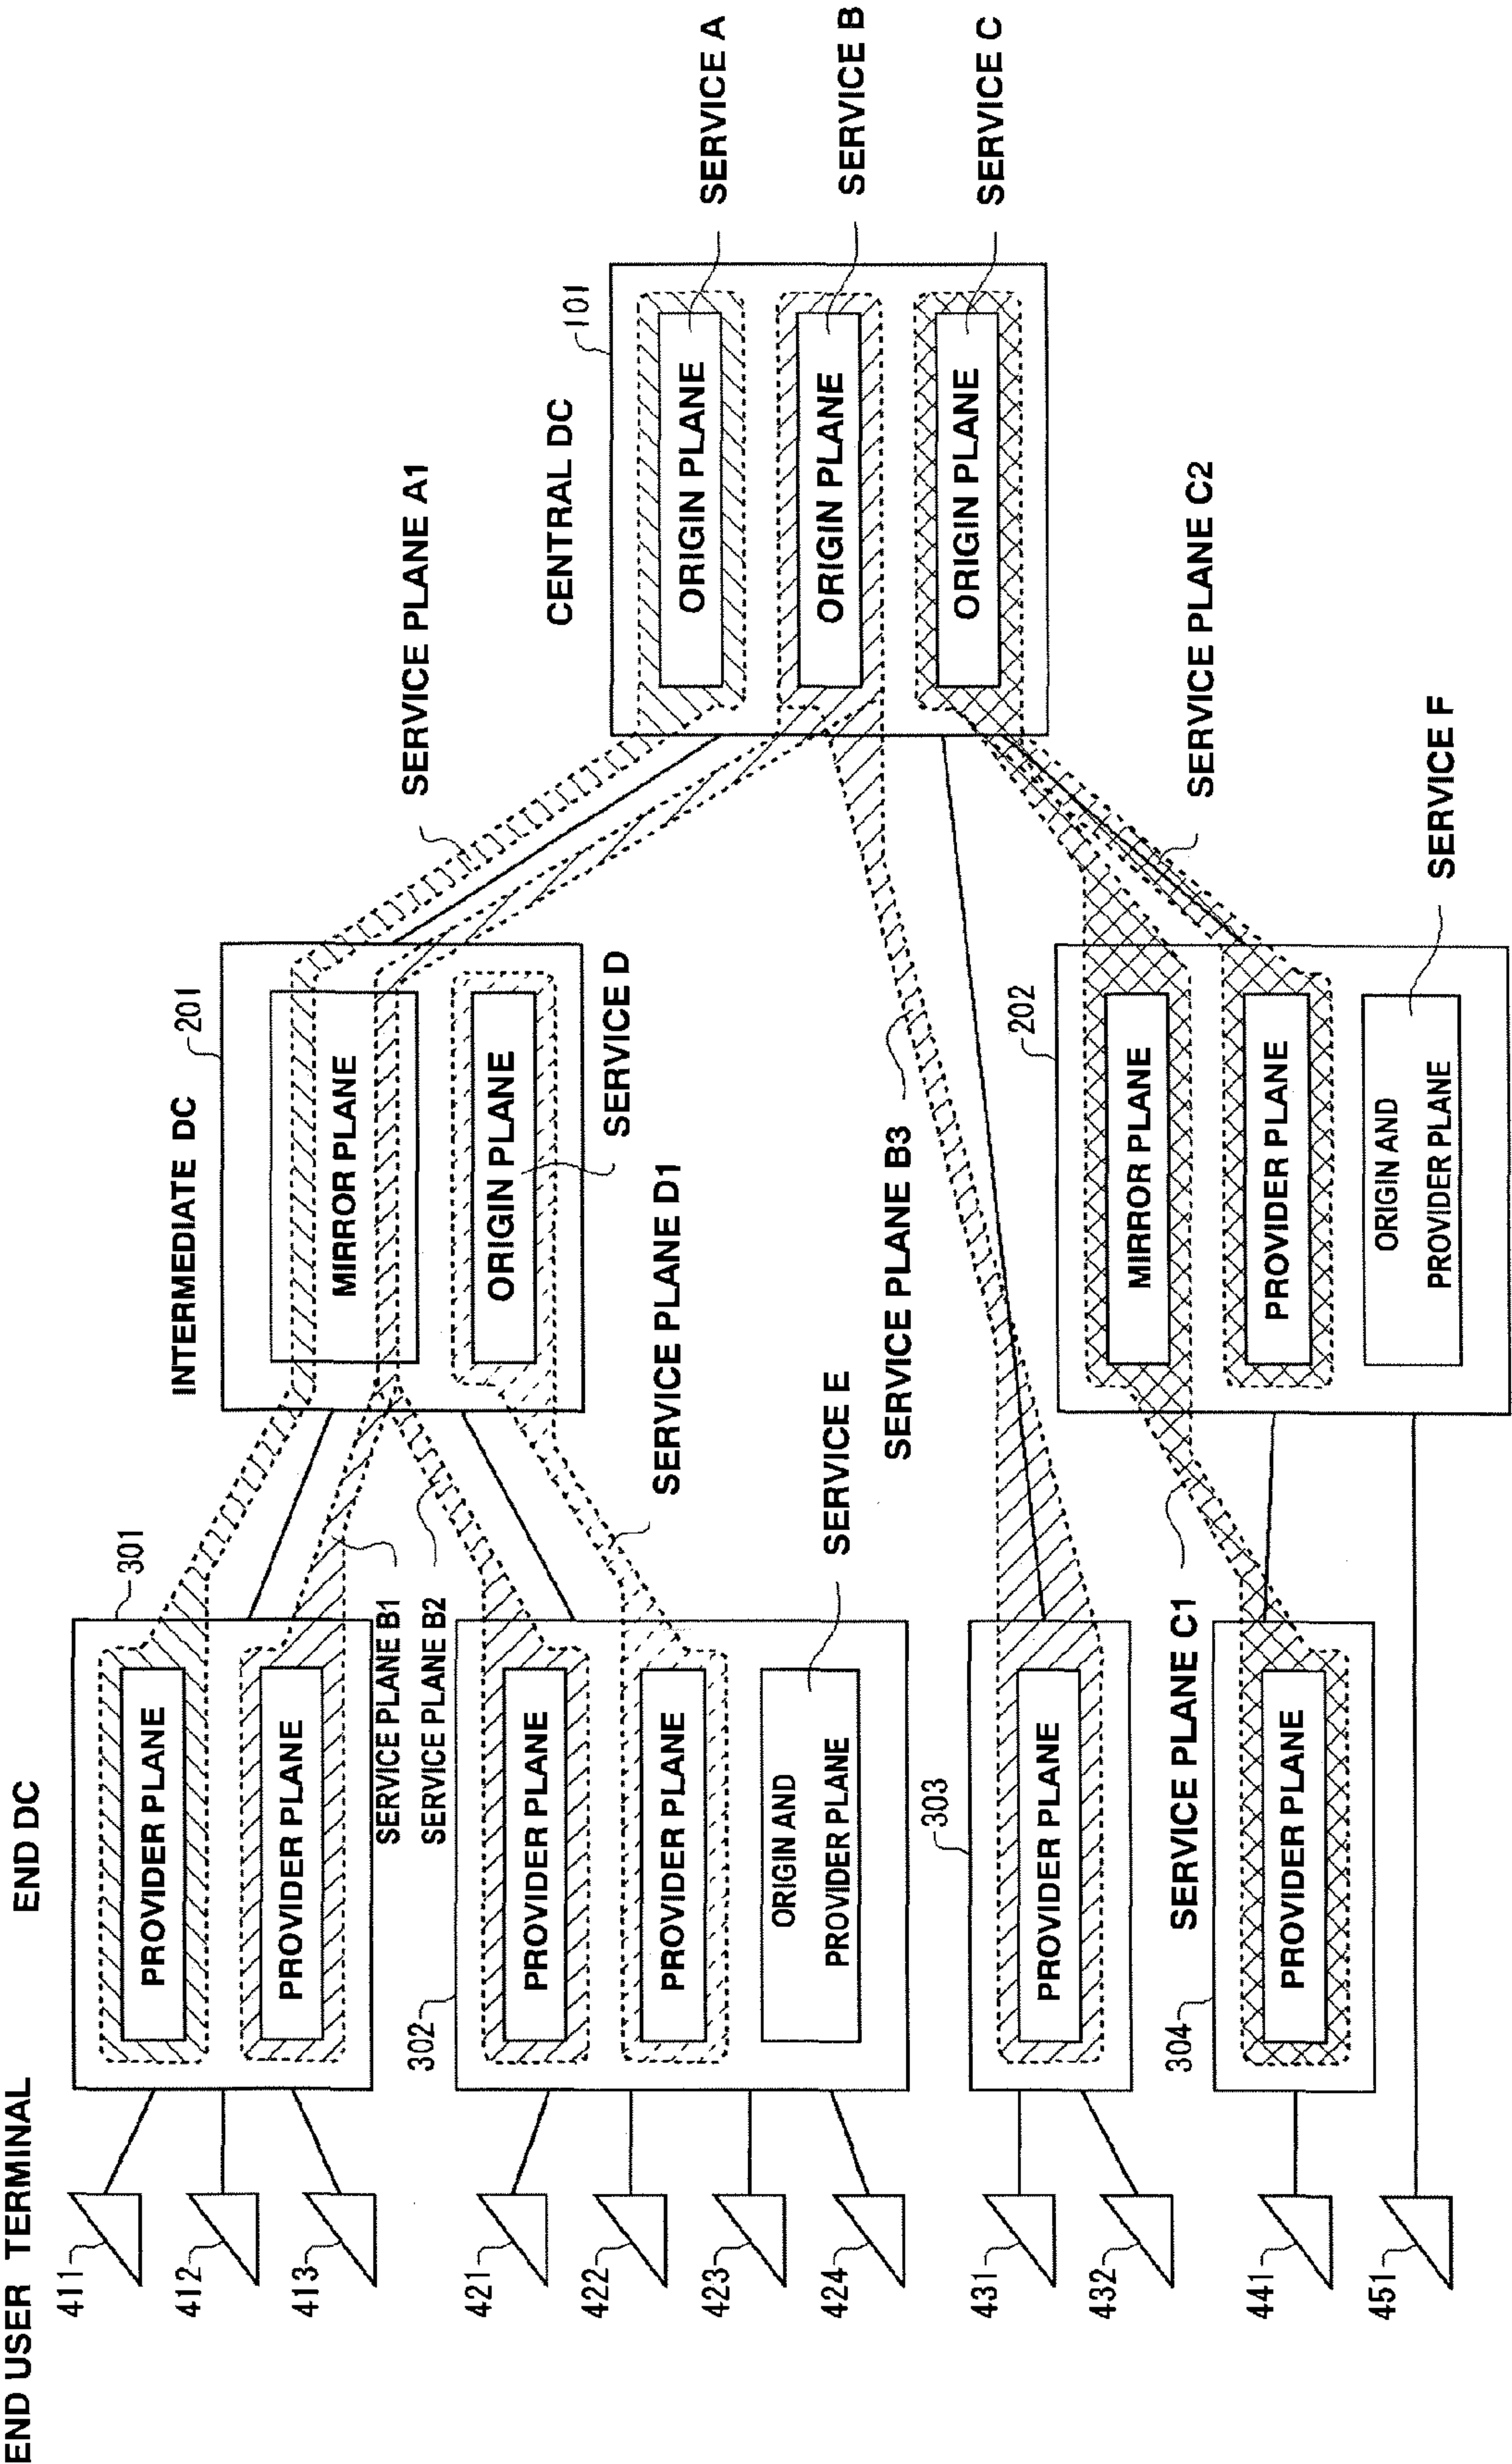 END USER TERMINAL
END DC
INTERMEDIATE DC
CENTRAL DC
411
412
413
421
422
423
424
431
432
441
451
301
PROVIDER PLANE
PROVIDER PLANE
SERVICE PLANE B1
SERVICE PLANE B2
302
PROVIDER PLANE
PROVIDER PLANE
ORIGIN AND
PROVIDER PLANE
SERVICE E
303
PROVIDER PLANE
304
PROVIDER PLANE
SERVICE PLANE C1
201
MIRROR PLANE
ORIGIN PLANE
SERVICE D
SERVICE PLANE D1
SERVICE PLANE B3
202
MIRROR PLANE
PROVIDER PLANE
ORIGIN AND
PROVIDER PLANE
SERVICE F
SERVICE PLANE A1
SERVICE PLANE C2
101
ORIGIN PLANE
ORIGIN PLANE
ORIGIN PLANE
SERVICE A
SERVICE B
SERVICE C